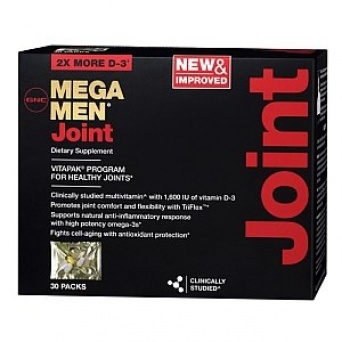 2X MORE D-3†
NEW &
IMPROVED
GNC
MEGA
MEN®
Joint
Dietary Supplement
VITAPAK® PROGRAM
FOR HEALTHY JOINTS*
Clinically studied multivitamin^ with 1,600 IU of vitamin D-3
Promotes joint comfort and flexibility with TriFlex™*
Supports natural anti-inflammatory response
with high potency omega-3s*
Fights cell-aging with antioxidant protection*
30 PACKS
CLINICALLY
STUDIED^
Joint